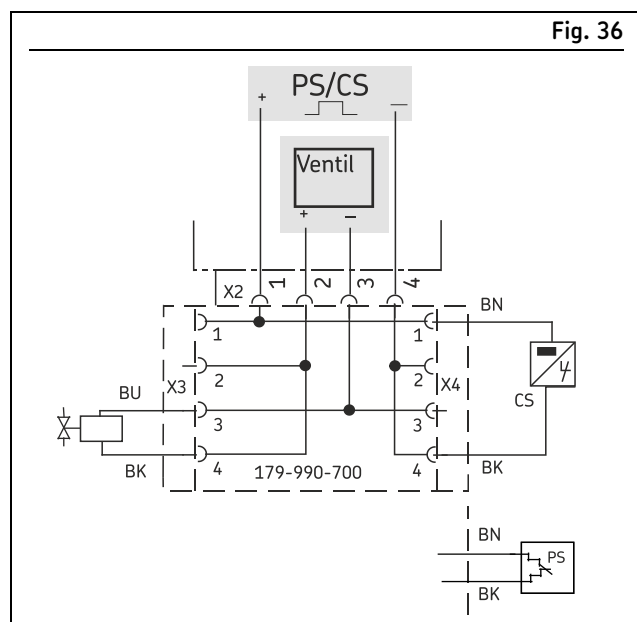 Fig. 36
PS/CS
+ —
Ventil
+ −
X2 1 2 3 4
BN
1 1
2 2
X3 X4
BU
CS
3 3
4 4
BK 179-990-700 BK
BN
PS
BK